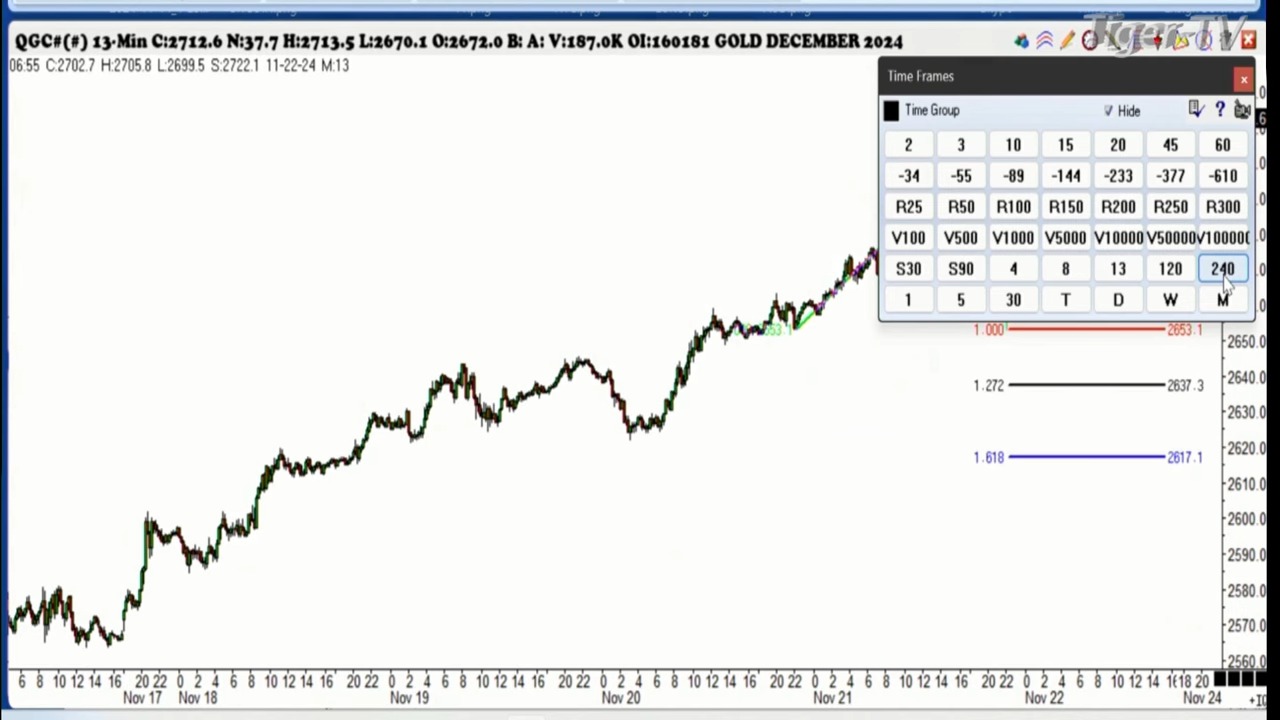 QGC#(#) 13-Min C:2712.6 N:37.7 H:2713.5 L:2670.1 O:2672.0 B: A: V:187.0K OI:160181 GOLD DECEMBER 2024
Tiger TV
06:55 C:2702.7 H:2705.8 L:2699.5 S:2722.1 11-22-24 M:13
Time Frames
Time Group Hide
2 3 10 15 20 45 60
-34 -55 -89 -144 -233 -377 -610
R25 R50 R100 R150 R200 R250 R300
V100 V500 V1000 V5000 V10000 V50000
S30 S90 4 8 13 120 240
1 5 30 T D W M
1.000 2653.1
2650.0
1.272 2637.3
2640.0
2630.0
2620.0
1.618 2617.1
2610.0
2600.0
2590.0
2580.0
2570.0
2560.0
6 8 10 12 14 16 20 22 0 2 4 6 8 10 12 14 16 20 22 0 2 4 6 8 10 12 14 16 20 22 0 2 4 6 8 10 12 14 16 20 22 0 2 4 6 8 10 12 14 16 20 22 0 2 4 6 8 10 12 14 18 20
Nov 17 Nov 18 Nov 19 Nov 20 Nov 21 Nov 22 Nov 24